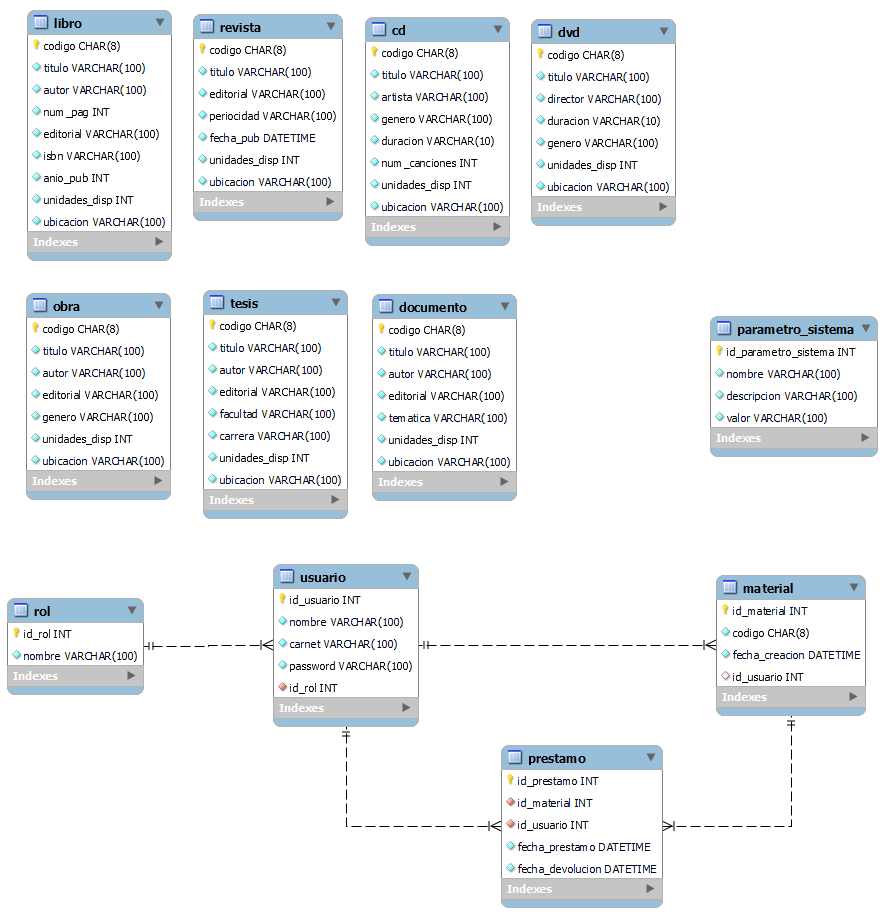 libro
codigo CHAR(8)
titulo VARCHAR(100)
autor VARCHAR(100)
num_pag INT
editorial VARCHAR(100)
isbn VARCHAR(100)
anio_pub INT
unidades_disp INT
ubicacion VARCHAR(100)
Indexes
revista
codigo CHAR(8)
titulo VARCHAR(100)
editorial VARCHAR(100)
periocidad VARCHAR(100)
fecha_pub DATETIME
unidades_disp INT
ubicacion VARCHAR(100)
Indexes
cd
codigo CHAR(8)
titulo VARCHAR(100)
artista VARCHAR(100)
genero VARCHAR(100)
duracion VARCHAR(10)
num_canciones INT
unidades_disp INT
ubicacion VARCHAR(100)
Indexes
dvd
codigo CHAR(8)
titulo VARCHAR(100)
director VARCHAR(100)
duracion VARCHAR(10)
genero VARCHAR(100)
unidades_disp INT
ubicacion VARCHAR(100)
Indexes
obra
codigo CHAR(8)
titulo VARCHAR(100)
autor VARCHAR(100)
editorial VARCHAR(100)
genero VARCHAR(100)
unidades_disp INT
ubicacion VARCHAR(100)
Indexes
tesis
codigo CHAR(8)
titulo VARCHAR(100)
autor VARCHAR(100)
editorial VARCHAR(100)
facultad VARCHAR(100)
carrera VARCHAR(100)
unidades_disp INT
ubicacion VARCHAR(100)
Indexes
documento
codigo CHAR(8)
titulo VARCHAR(100)
autor VARCHAR(100)
editorial VARCHAR(100)
tematica VARCHAR(100)
unidades_disp INT
ubicacion VARCHAR(100)
Indexes
parametro_sistema
id_parametro_sistema INT
nombre VARCHAR(100)
descripcion VARCHAR(100)
valor VARCHAR(100)
Indexes
rol
id_rol INT
nombre VARCHAR(100)
Indexes
usuario
id_usuario INT
nombre VARCHAR(100)
carnet VARCHAR(100)
password VARCHAR(100)
id_rol INT
Indexes
material
id_material INT
codigo CHAR(8)
fecha_creacion DATETIME
id_usuario INT
Indexes
prestamo
id_prestamo INT
id_material INT
id_usuario INT
fecha_prestamo DATETIME
fecha_devolucion DATETIME
Indexes